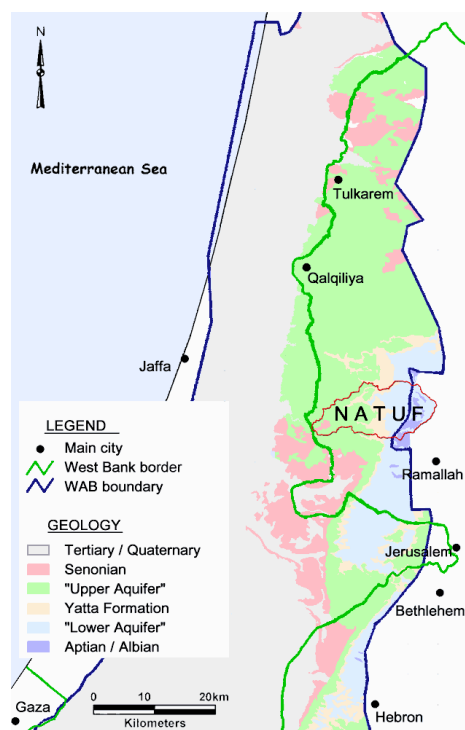 N
Mediterranean Sea
Tulkarem
Qalqiliya
Jaffa
N A T U F
Ramallah
Jerusalem
Bethlehem
Hebron
Gaza
LEGEND
Main city
West Bank border
WAB boundary
GEOLOGY
Tertiary / Quaternary
Senonian
"Upper Aquifer"
Yatta Formation
"Lower Aquifer"
Aptian / Albian
0 10 20km
Kilometers